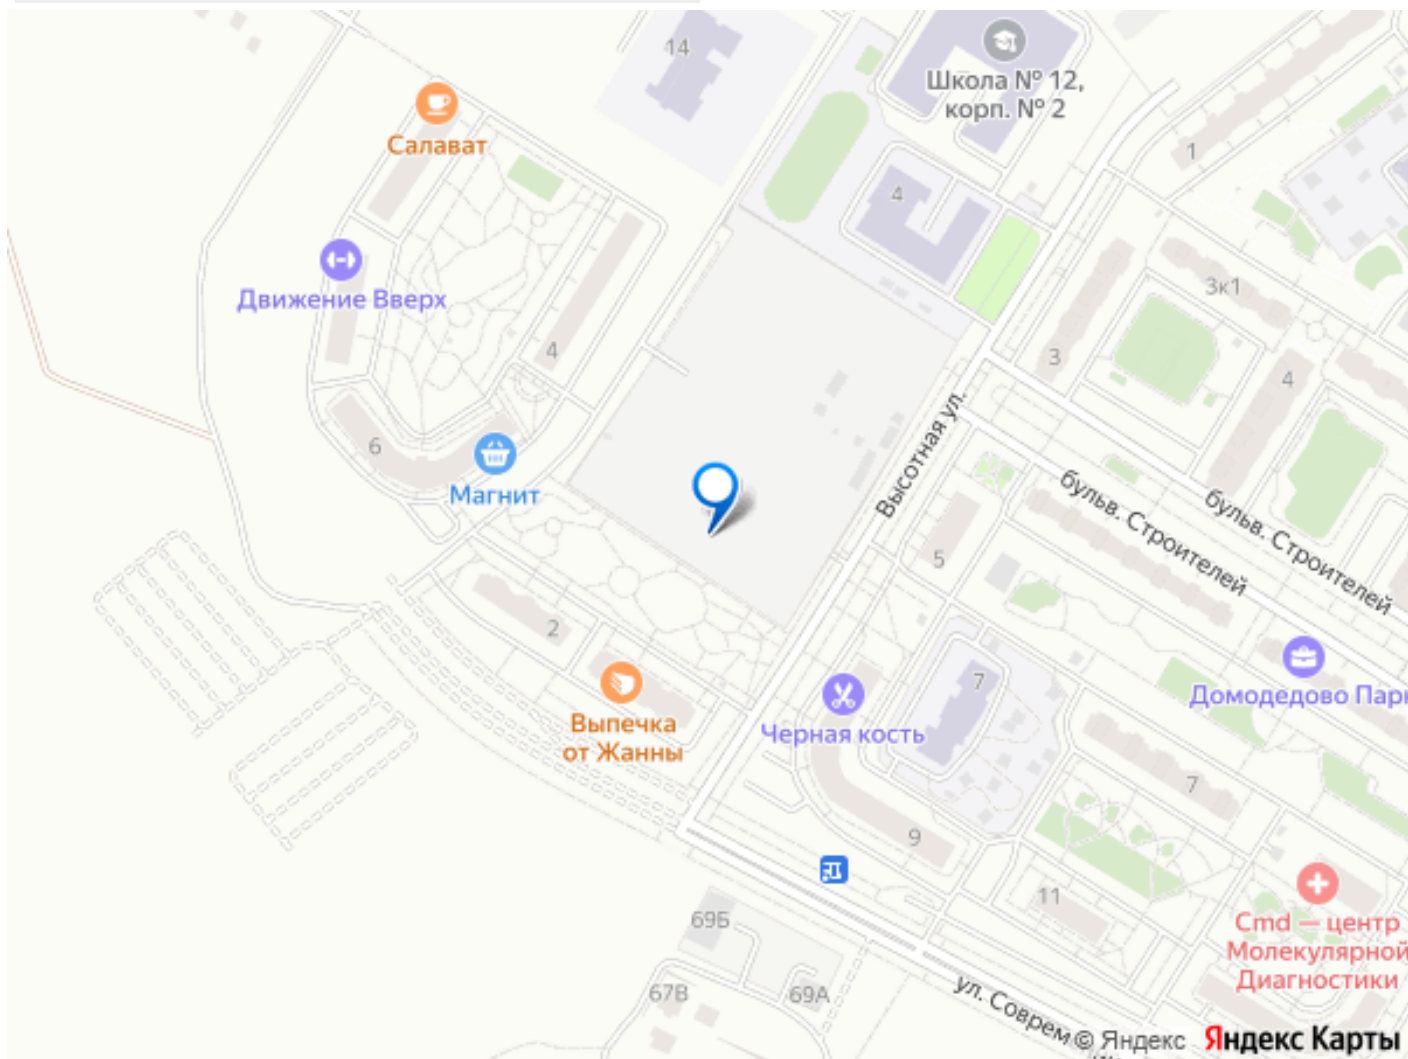 14
Школа № 12,
корп. № 2
Салават
1
4
Движение Вверх
3к1
4
3
4
Высотная ул.
6
Магнит
бульв. Строителей
бульв. Строителей
5
2
Домодедово Парк
7
Выпечка
от Жанны
Черная кость
7
9
11
69Б
Cmd — центр
Молекулярной
Диагностики
67В
69А
ул. Соврем
© Яндекс Яндекс Карты